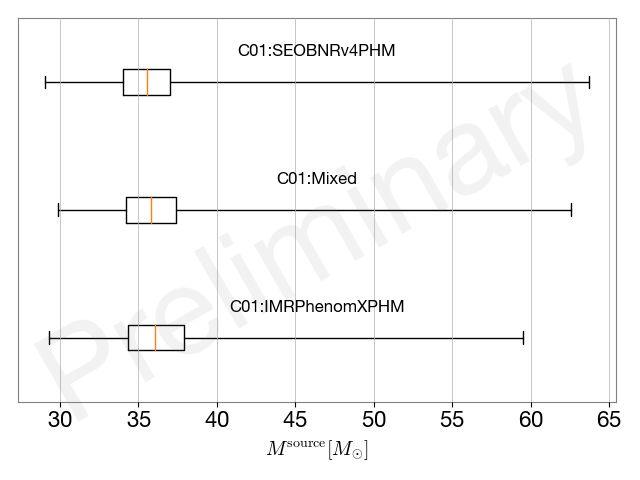 C01:SEOBNRv4PHM
C01:Mixed
C01:IMRPhenomXPHM
Preliminary
30 35 40 45 50 55 60 65
M^source[M_⊙]